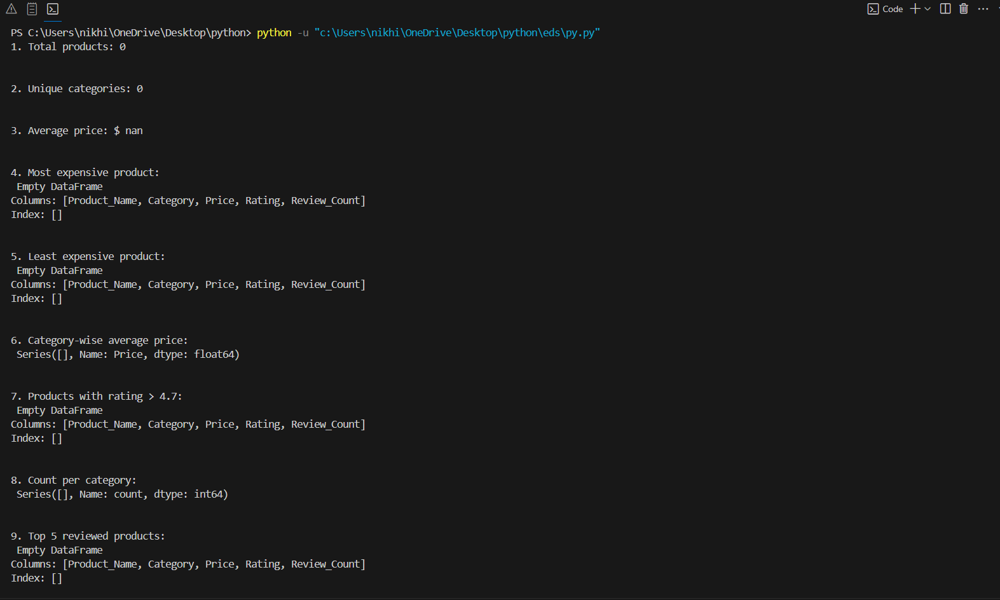 Code
PS C:\Users\nikhi\OneDrive\Desktop\python> python -u "c:\Users\nikhi\OneDrive\Desktop\python\eds\py.py"
1. Total products: 0
2. Unique categories: 0
3. Average price: $ nan
4. Most expensive product:
Empty DataFrame
Columns: [Product_Name, Category, Price, Rating, Review_Count]
Index: []
5. Least expensive product:
Empty DataFrame
Columns: [Product_Name, Category, Price, Rating, Review_Count]
Index: []
6. Category-wise average price:
Series([], Name: Price, dtype: float64)
7. Products with rating > 4.7:
Empty DataFrame
Columns: [Product_Name, Category, Price, Rating, Review_Count]
Index: []
8. Count per category:
Series([], Name: count, dtype: int64)
9. Top 5 reviewed products:
Empty DataFrame
Columns: [Product_Name, Category, Price, Rating, Review_Count]
Index: []